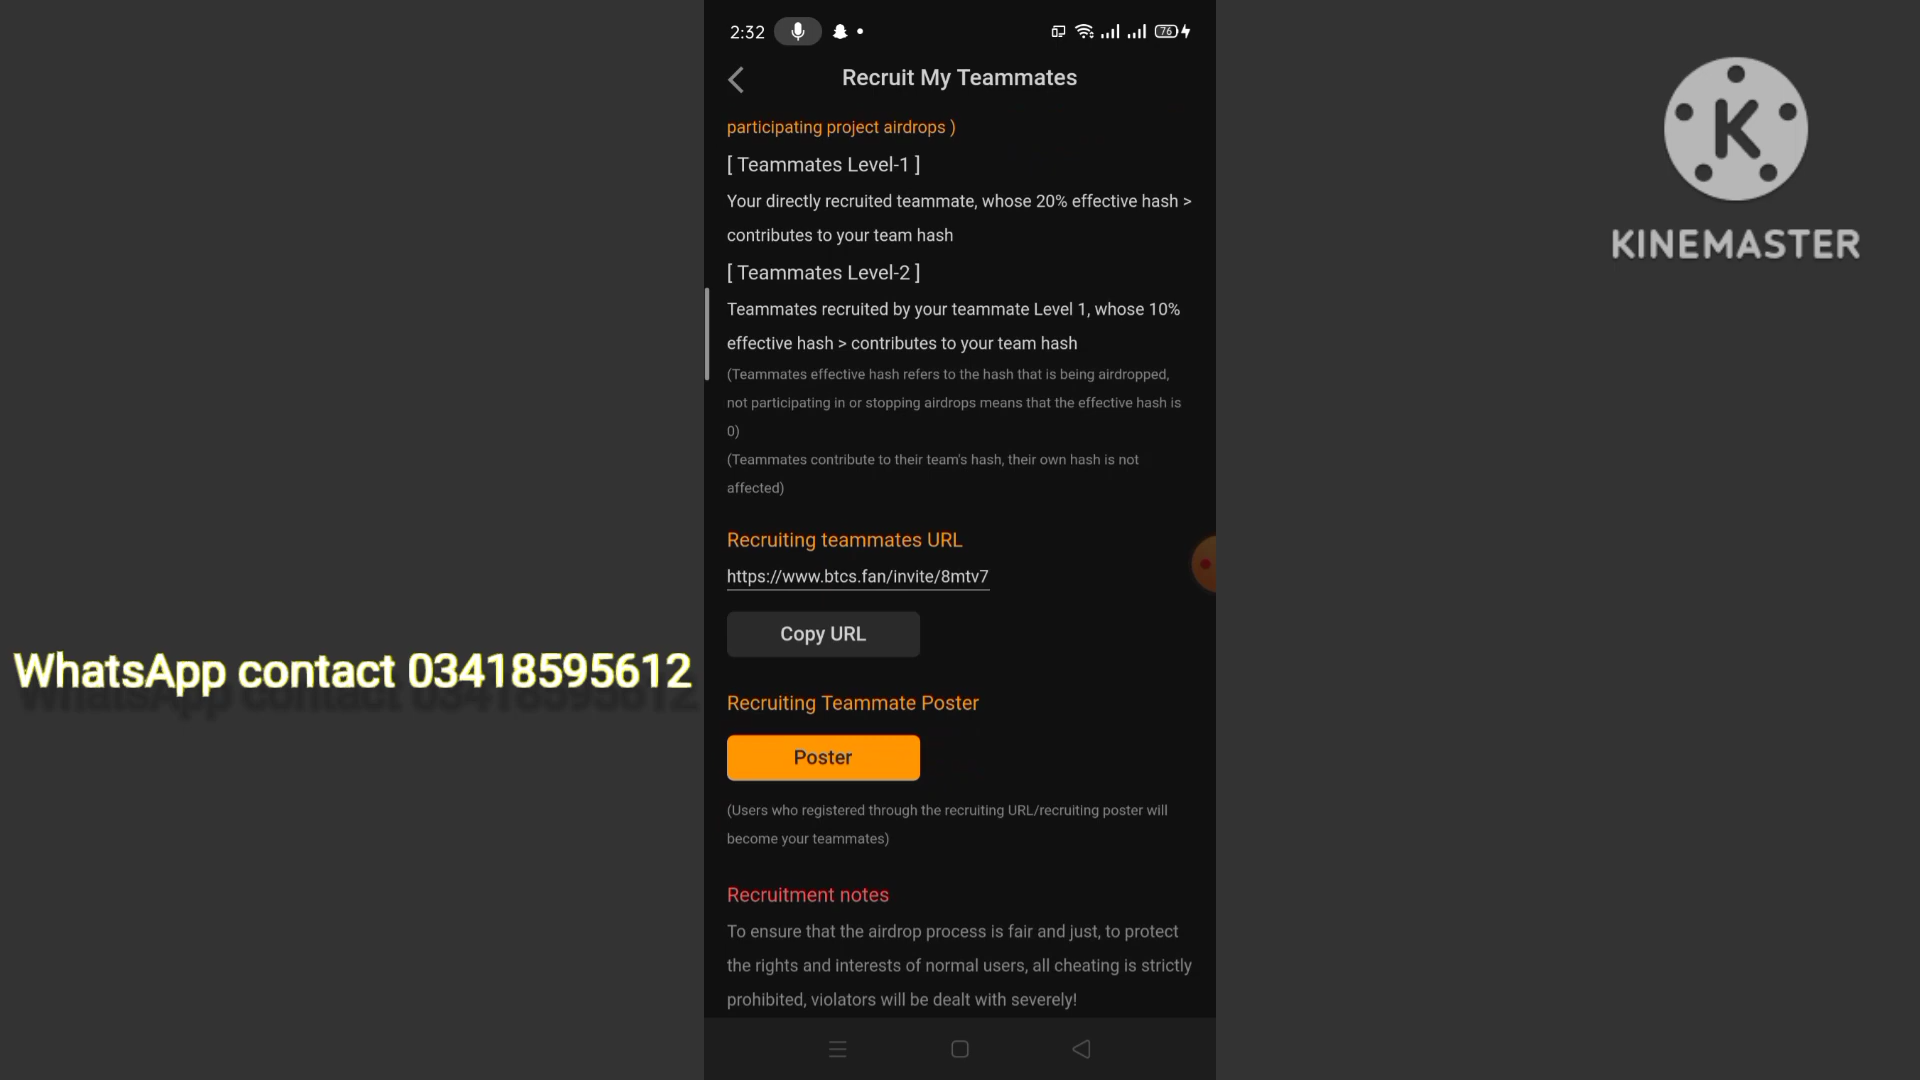 2:32
76
Recruit My Teammates
participating project airdrops )
[ Teammates Level-1 ]
Your directly recruited teammate, whose 20% effective hash >
contributes to your team hash
[ Teammates Level-2 ]
Teammates recruited by your teammate Level 1, whose 10%
effective hash > contributes to your team hash
(Teammates effective hash refers to the hash that is being airdropped,
not participating in or stopping airdrops means that the effective hash is
0)
(Teammates contribute to their team's hash, their own hash is not
affected)
Recruiting teammates URL
https://www.btcs.fan/invite/8mtv7
Copy URL
Recruiting Teammate Poster
Poster
(Users who registered through the recruiting URL/recruiting poster will
become your teammates)
Recruitment notes
To ensure that the airdrop process is fair and just, to protect
the rights and interests of normal users, all cheating is strictly
prohibited, violators will be dealt with severely!
WhatsApp contact 03418595612
K
KINEMASTER